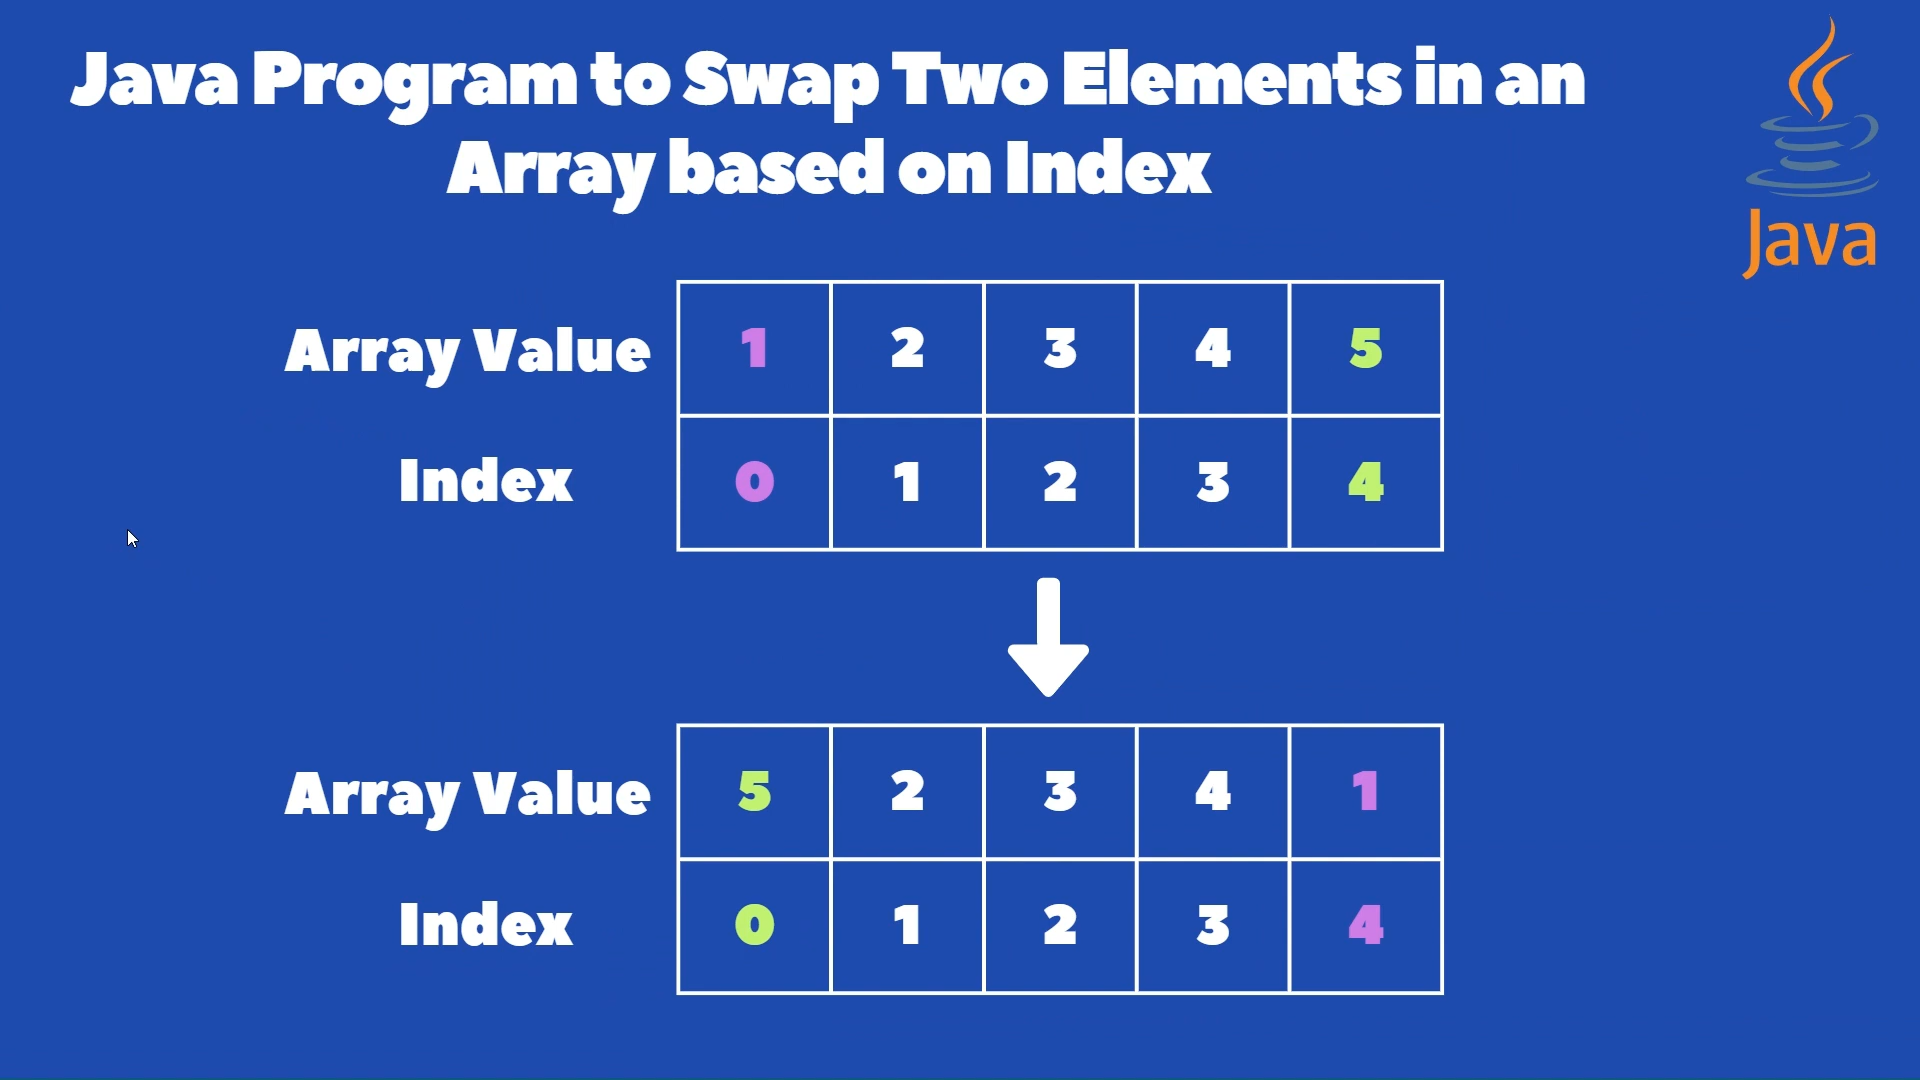 Java Program to Swap Two Elements in an
Array based on Index
Java
Array Value 1 2 3 4 5
Index 0 1 2 3 4
Array Value 5 2 3 4 1
Index 0 1 2 3 4